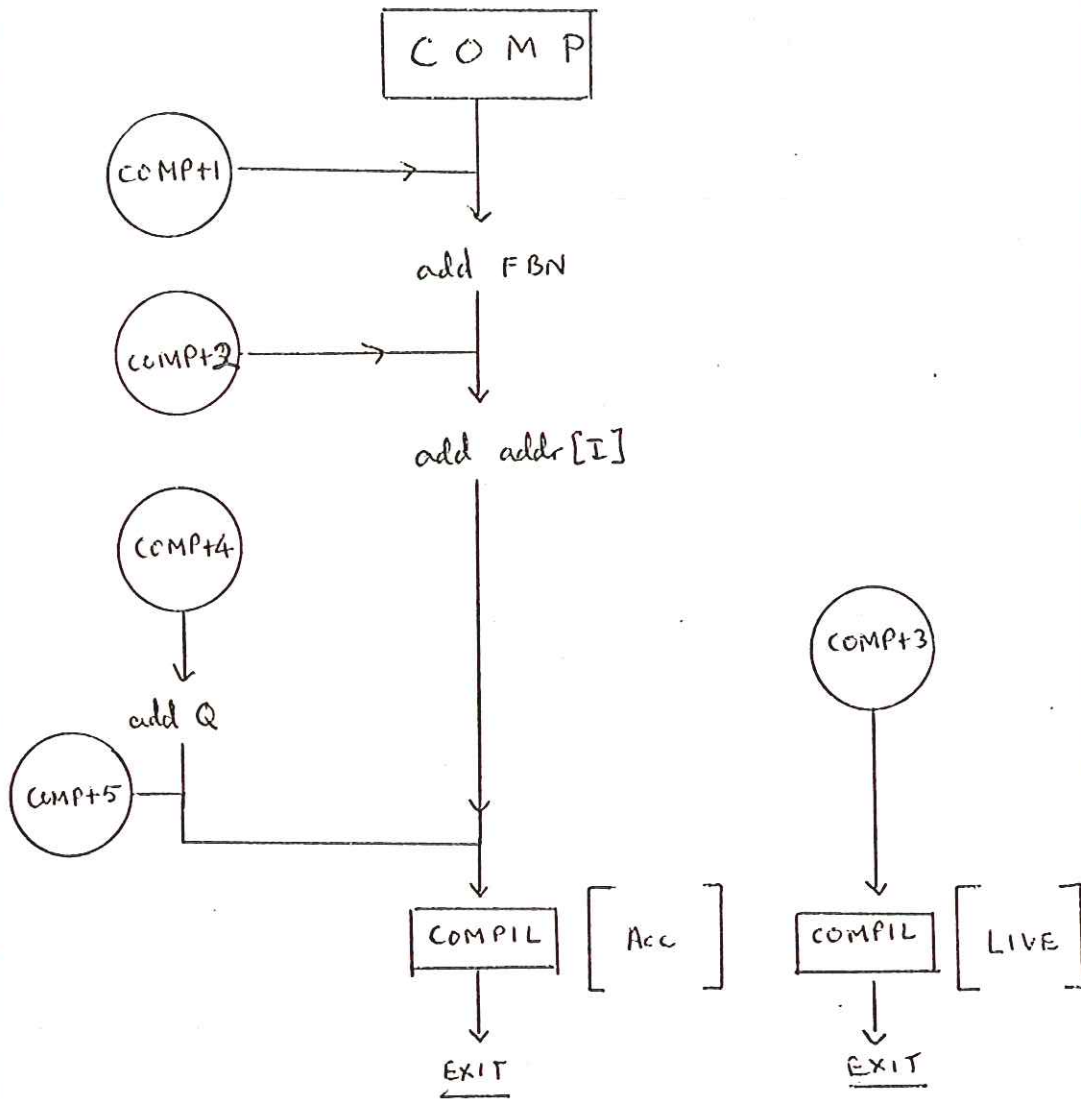 COMP
COMP+1
add FBN
COMP+2
add addr[I]
COMP+4
COMP+3
add Q
COMP+5
COMPIL [Acc] COMPIL [LIVE]
EXIT EXIT